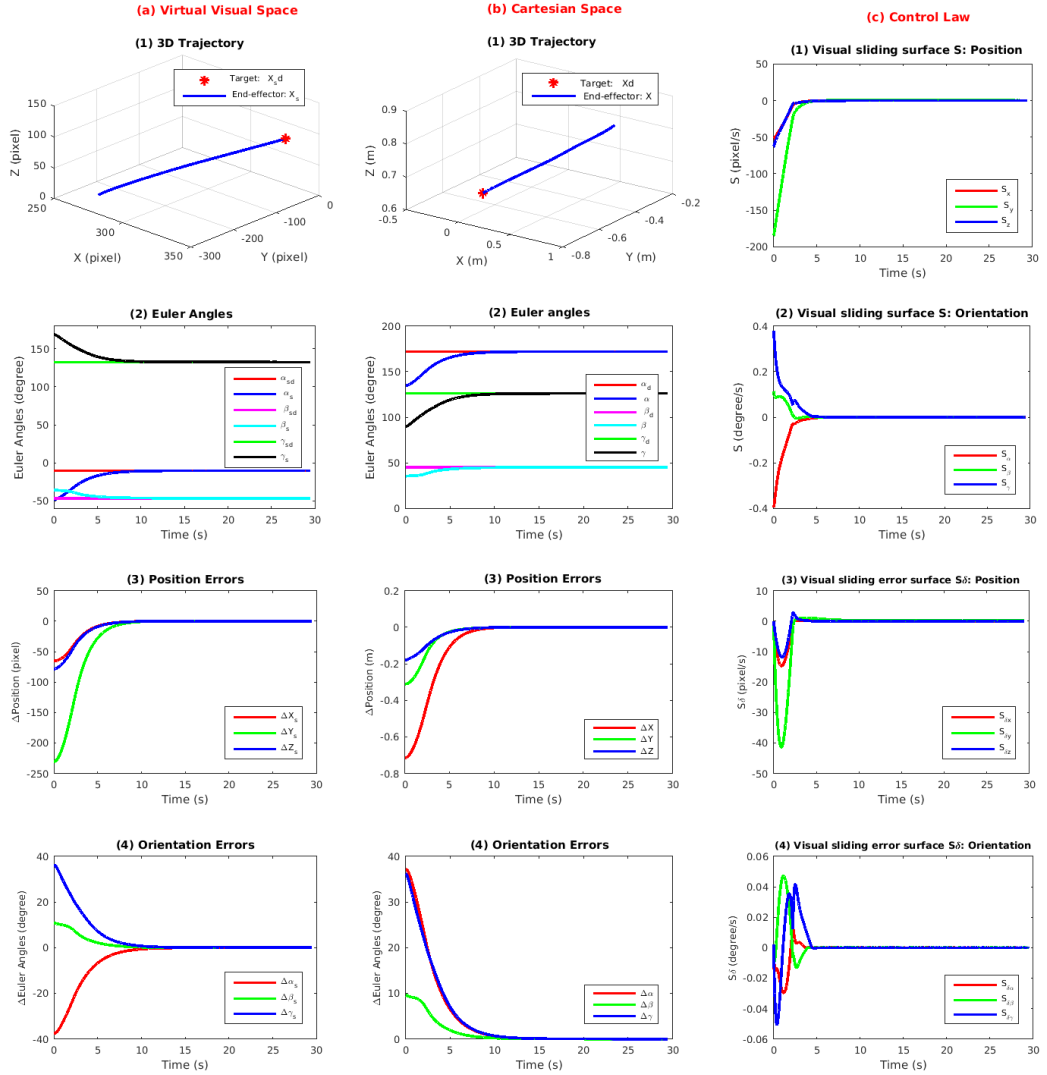 (a) Virtual Visual Space
(b) Cartesian Space
(c) Control Law
(1) 3D Trajectory
Target: X_sd
End-effector: X_s
Z (pixel)
150
100
50
0
250
300
350
X (pixel)
-300
-200
-100
0
Y (pixel)
(1) 3D Trajectory
Target: Xd
End-effector: X
Z (m)
0.9
0.8
0.7
0.6
-0.5
0
0.5
1
X (m)
-0.8
-0.6
-0.4
-0.2
Y (m)
(1) Visual sliding surface S: Position
S (pixel/s)
50
0
-50
-100
-150
-200
S_x
S_y
S_z
0 5 10 15 20 25 30
Time (s)
(2) Euler Angles
Euler Angles (degree)
150
100
50
0
-50
α_sd
α_s
β_sd
β_s
γ_sd
γ_s
0 5 10 15 20 25 30
Time (s)
(2) Euler angles
Euler Angles (degree)
200
150
100
50
0
α_d
α
β_d
β
γ_d
γ
0 5 10 15 20 25 30
Time (s)
(2) Visual sliding surface S: Orientation
S (degree/s)
0.4
0.2
0
-0.2
-0.4
S_α
S_β
S_γ
0 5 10 15 20 25 30
Time (s)
(3) Position Errors
ΔPosition (pixel)
50
0
-50
-100
-150
-200
-250
ΔX_s
ΔY_s
ΔZ_s
0 5 10 15 20 25 30
Time (s)
(3) Position Errors
ΔPosition (m)
0.2
0
-0.2
-0.4
-0.6
-0.8
ΔX
ΔY
ΔZ
0 5 10 15 20 25 30
Time (s)
(3) Visual sliding error surface Sδ: Position
Sδ (pixel/s)
10
0
-10
-20
-30
-40
-50
S_δx
S_δy
S_δz
0 5 10 15 20 25 30
Time (s)
(4) Orientation Errors
ΔEuler Angles (degree)
40
20
0
-20
-40
Δα_s
Δβ_s
Δγ_s
0 5 10 15 20 25 30
Time (s)
(4) Orientation Errors
ΔEuler Angles (degree)
40
30
20
10
0
Δα
Δβ
Δγ
0 5 10 15 20 25 30
Time (s)
(4) Visual sliding error surface Sδ: Orientation
Sδ (degree/s)
0.06
0.04
0.02
0
-0.02
-0.04
-0.06
S_δα
S_δβ
S_δγ
0 5 10 15 20 25 30
Time (s)